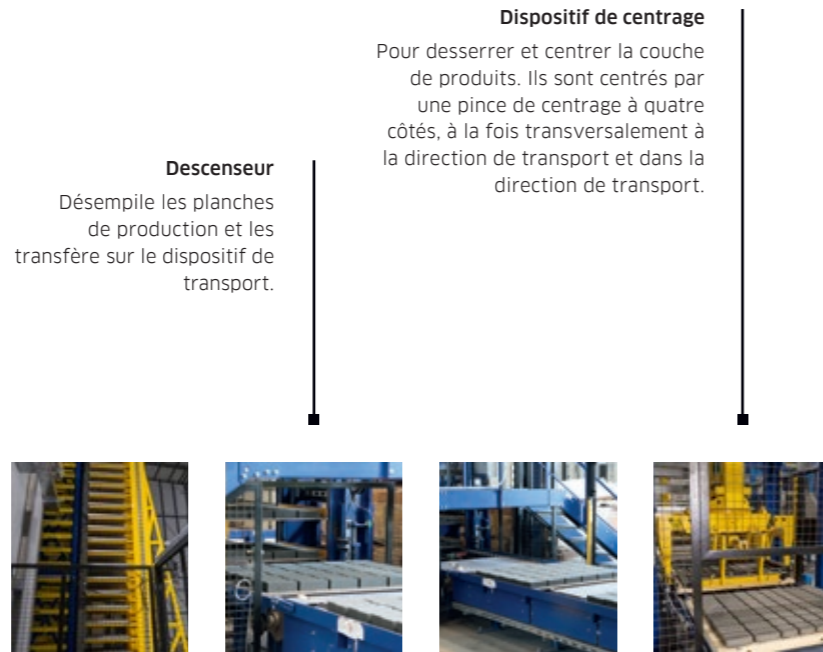 Dispositif de centrage
Pour desserrer et centrer la couche
de produits. Ils sont centrés par
une pince de centrage à quatre
côtés, à la fois transversalement à
la direction de transport et dans la
direction de transport.
Descenseur
Désempile les planches
de production et les
transfère sur le dispositif de
transport.